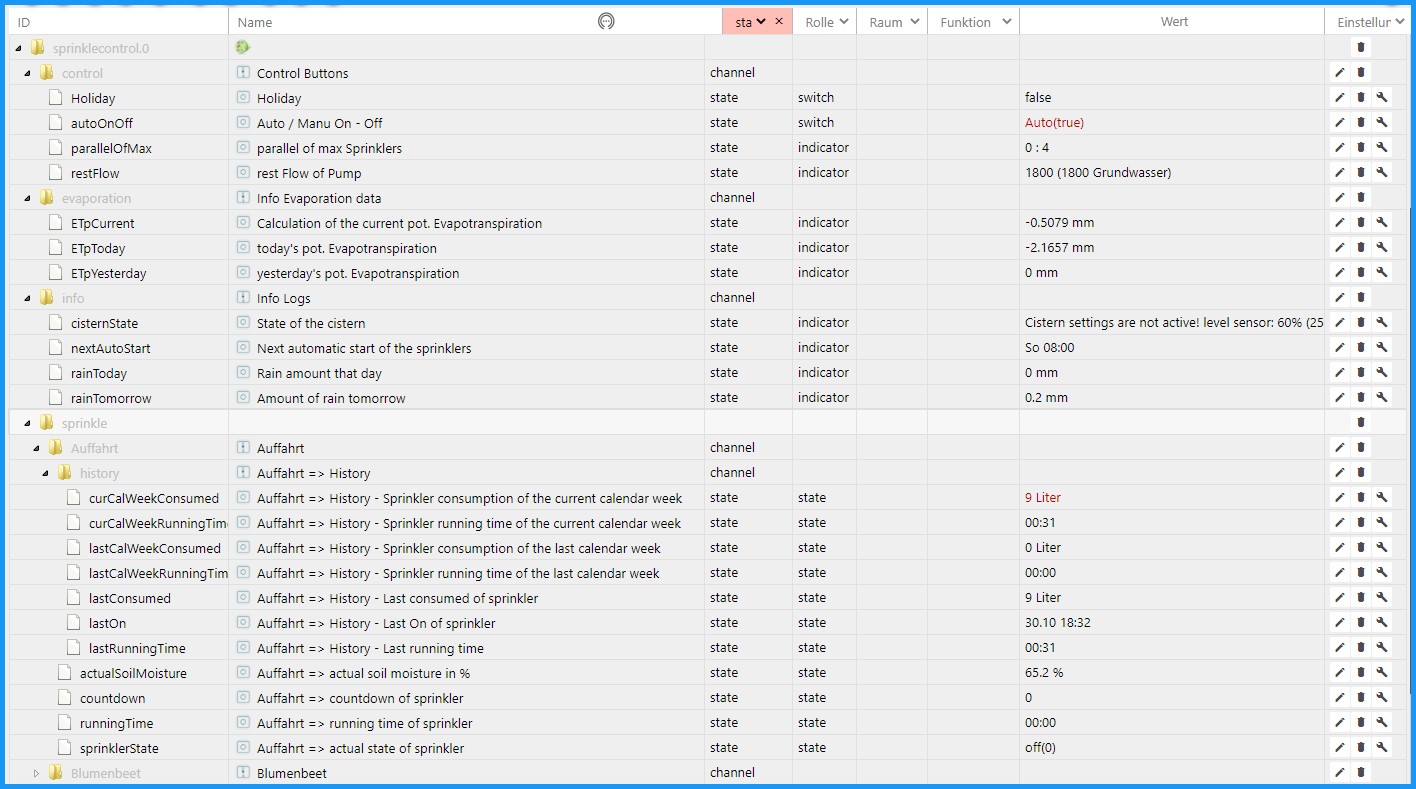 ID Name sta Rolle Raum Funktion Wert Einstellur
sprinklecontrol.0
control Control Buttons channel
Holiday Holiday state switch false
autoOnOff Auto / Manu On - Off state switch Auto(true)
parallelOfMax parallel of max Sprinklers state indicator 0 : 4
restFlow rest Flow of Pump state indicator 1800 (1800 Grundwasser)
evaporation Info Evaporation data channel
ETpCurrent Calculation of the current pot. Evapotranspiration state indicator -0.5079 mm
ETpToday today's pot. Evapotranspiration state indicator -2.1657 mm
ETpYesterday yesterday's pot. Evapotranspiration state indicator 0 mm
info Info Logs channel
cisternState State of the cistern state indicator Cistern settings are not active! level sensor: 60% (25
nextAutoStart Next automatic start of the sprinklers state indicator So 08:00
rainToday Rain amount that day state indicator 0 mm
rainTomorrow Amount of rain tomorrow state indicator 0.2 mm
sprinkle
Auffahrt Auffahrt channel
history Auffahrt => History channel
curCalWeekConsumed Auffahrt => History - Sprinkler consumption of the current calendar week state state 9 Liter
curCalWeekRunningTim Auffahrt => History - Sprinkler running time of the current calendar week state state 00:31
lastCalWeekConsumed Auffahrt => History - Sprinkler consumption of the last calendar week state state 0 Liter
lastCalWeekRunningTim Auffahrt => History - Sprinkler running time of the last calendar week state state 00:00
lastConsumed Auffahrt => History - Last consumed of sprinkler state state 9 Liter
lastOn Auffahrt => History - Last On of sprinkler state state 30.10 18:32
lastRunningTime Auffahrt => History - Last running time state state 00:31
actualSoilMoisture Auffahrt => actual soil moisture in % state state 65.2 %
countdown Auffahrt => countdown of sprinkler state state 0
runningTime Auffahrt => running time of sprinkler state state 00:00
sprinklerState Auffahrt => actual state of sprinkler state state off(0)
Blumenbeet Blumenbeet channel